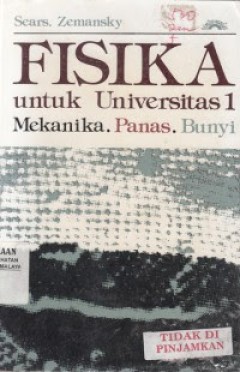 Sears. Zemansky
FISIKA
untuk Universitas 1
Mekanika. Panas. Bunyi
TIDAK DI
PINJAMKAN